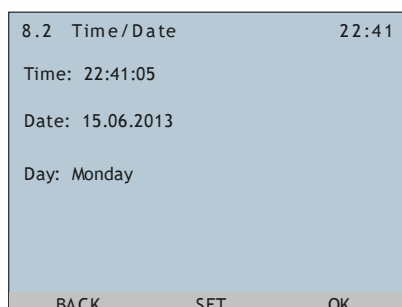 8.2 Time/Date 22:41
Time: 22:41:05
Date: 15.06.2013
Day: Monday
BACK SET OK